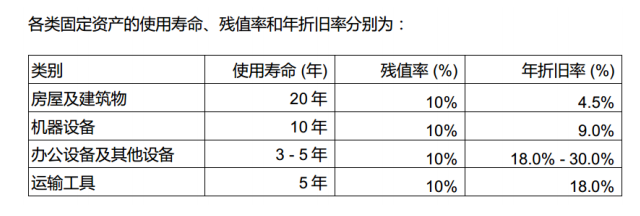 各类固定资产的使用寿命、残值率和年折旧率分别为：
类别 使用寿命 (年) 残值率 (%) 年折旧率 (%)
房屋及建筑物 20 年 10% 4.5%
机器设备 10 年 10% 9.0%
办公设备及其他设备 3 - 5 年 10% 18.0% - 30.0%
运输工具 5 年 10% 18.0%